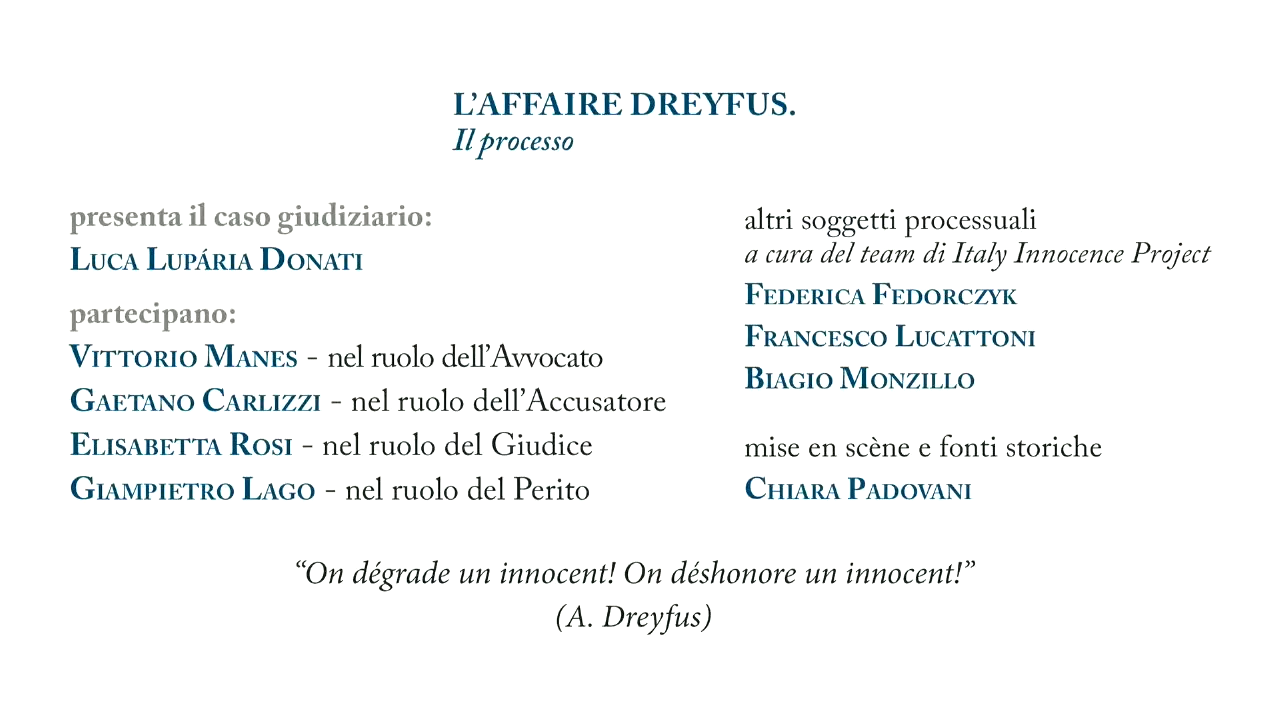 L’AFFAIRE DREYFUS.
Il processo
presenta il caso giudiziario:
LUCA LUPÁRIA DONATI
partecipano:
VITTORIO MANES - nel ruolo dell’Avvocato
GAETANO CARLIZZI - nel ruolo dell’Accusatore
ELISABETTA ROSI - nel ruolo del Giudice
GIAMPIETRO LAGO - nel ruolo del Perito
altri soggetti processuali
a cura del team di Italy Innocence Project
FEDERICA FEDORCZYK
FRANCESCO LUCATTONI
BIAGIO MONZILLO
mise en scène e fonti storiche
CHIARA PADOVANI
“On dégrade un innocent! On déshonore un innocent!”
(A. Dreyfus)